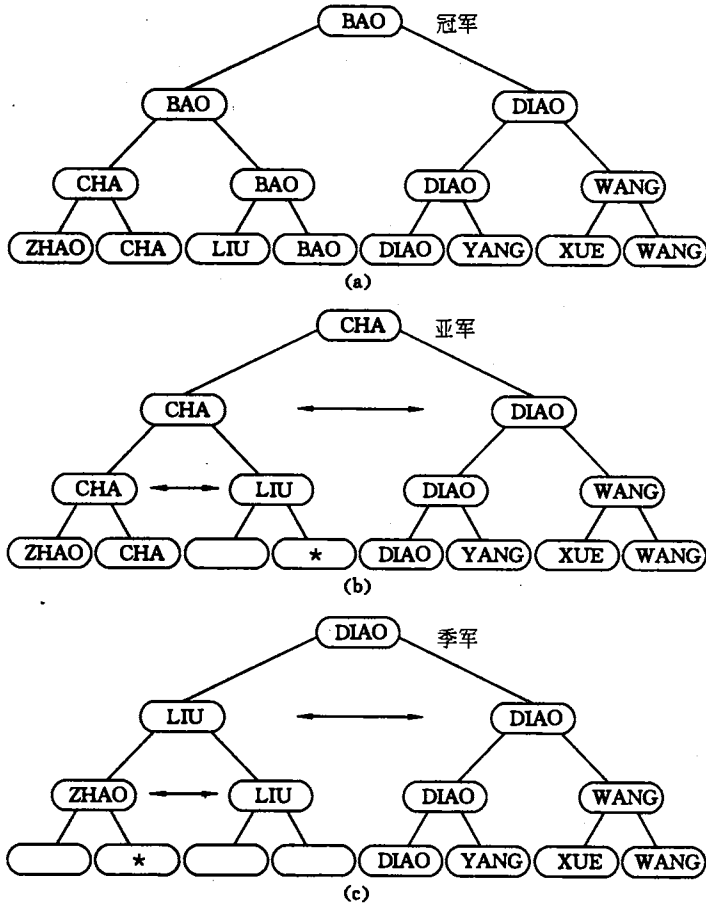 BAO 冠军
BAO DIAO
CHA BAO DIAO WANG
ZHAO CHA LIU BAO DIAO YANG XUE WANG
(a)
CHA 亚军
CHA DIAO
CHA LIU DIAO WANG
ZHAO CHA * DIAO YANG XUE WANG
(b)
DIAO 季军
LIU DIAO
ZHAO LIU DIAO WANG
* DIAO YANG XUE WANG
(c)